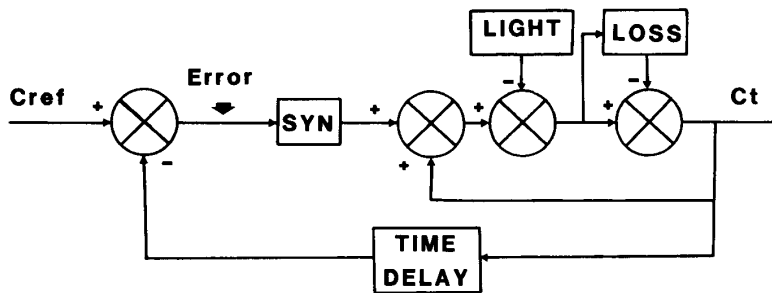 LIGHT
LOSS
Error
Cref
+
-
+
-
Ct
+
+
SYN
+
-
+
TIME
DELAY